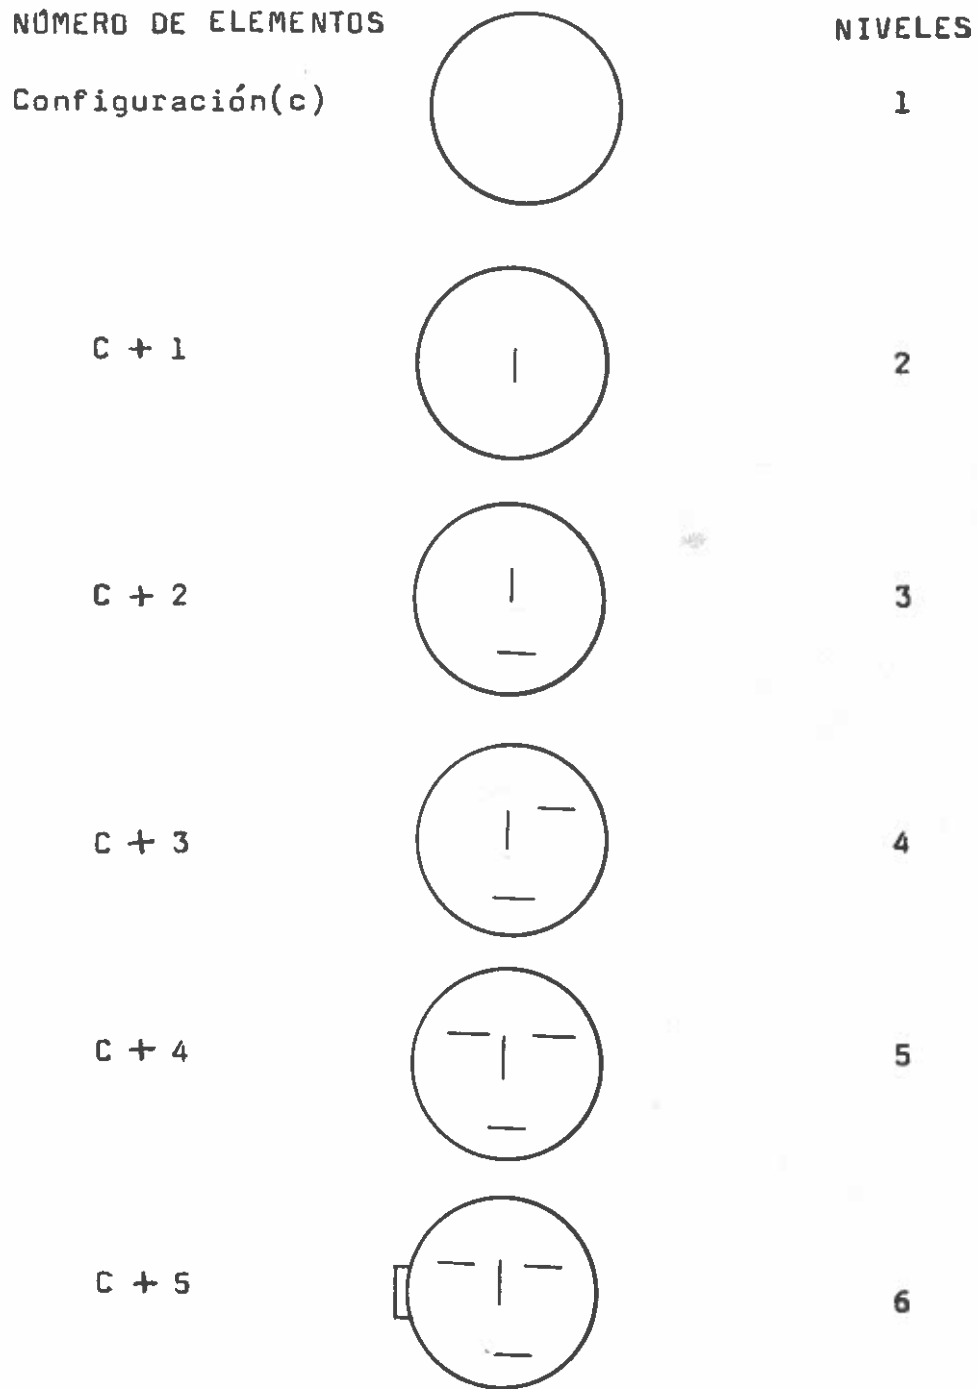 NÚMERO DE ELEMENTOS NIVELES
Configuración(c) 1
C + 1 2
C + 2 3
C + 3 4
C + 4 5
C + 5 6